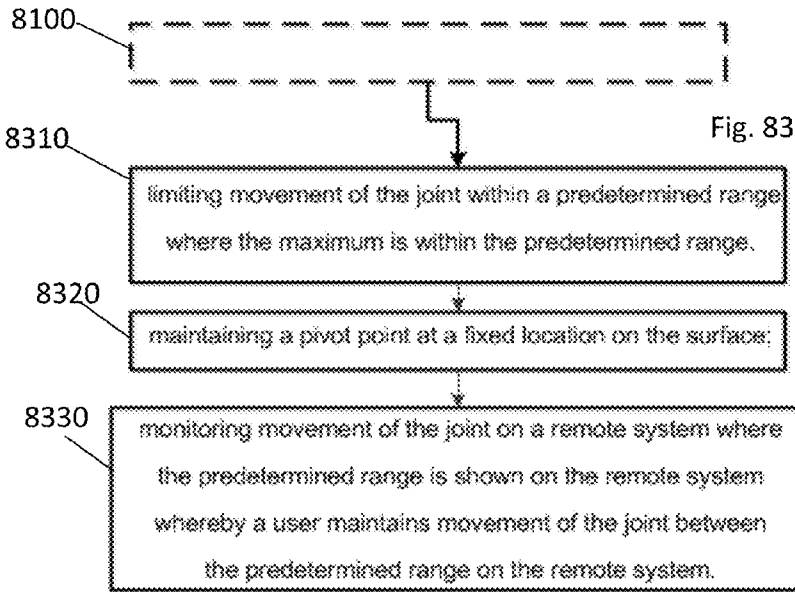 8100
Fig. 83
8310
limiting movement of the joint within a predetermined range
where the maximum is within the predetermined range.
8320
maintaining a pivot point at a fixed location on the surface;
8330
monitoring movement of the joint on a remote system where
the predetermined range is shown on the remote system
whereby a user maintains movement of the joint between
the predetermined range on the remote system.